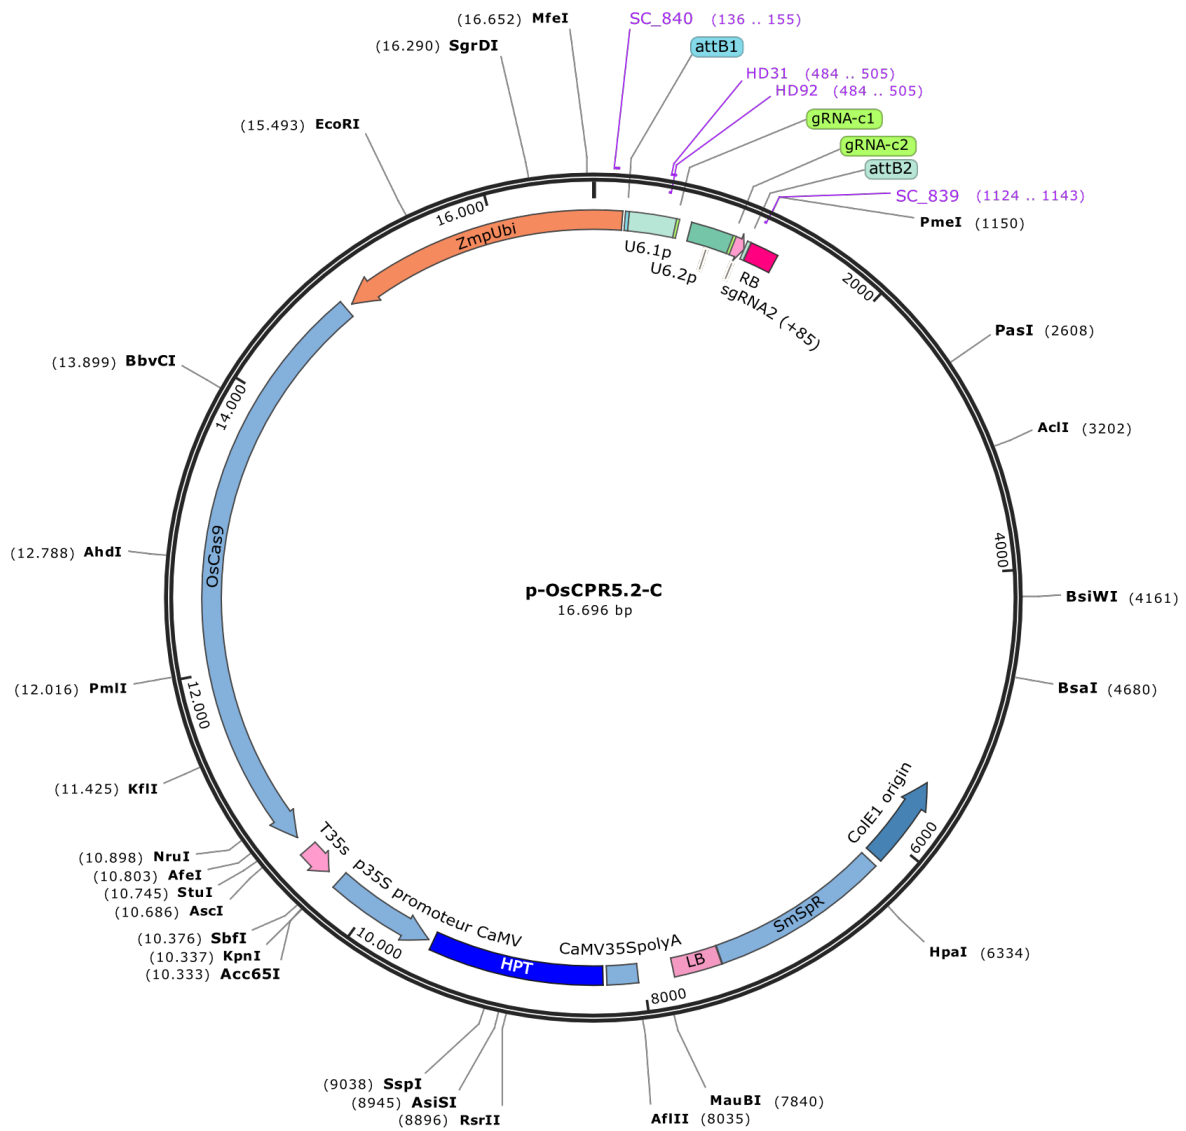 (16.652) MfeI
SC_840 (136 .. 155)
(16.290) SgrDI
attB1
HD31 (484 .. 505)
HD92 (484 .. 505)
(15.493) EcoRI
gRNA-c1
gRNA-c2
attB2
SC_839 (1124 .. 1143)
PmeI (1150)
16.000
ZmpUbi
U6.1p
U6.2p
RB
sgRNA2 (+85)
2000
PasI (2608)
(13.899) BbvCI
14.000
AclI (3202)
(12.788) AhdI
OsCas9
4000
p-OsCPR5.2-C
16.696 bp
BsiWI (4161)
(12.016) PmlI
12.000
BsaI (4680)
(11.425) KflI
ColE1 origin
6000
(10.898) NruI
(10.803) AfeI
(10.745) StuI
(10.686) AscI
T35s
p35S promoteur CaMV
SmSpR
(10.376) SbfI
(10.337) KpnI
(10.333) Acc65I
10.000
HPT
CaMV35SpolyA
LB
HpaI (6334)
8000
(9038) SspI
(8945) AsiSI
(8896) RsrII
MauBI (7840)
AflII (8035)